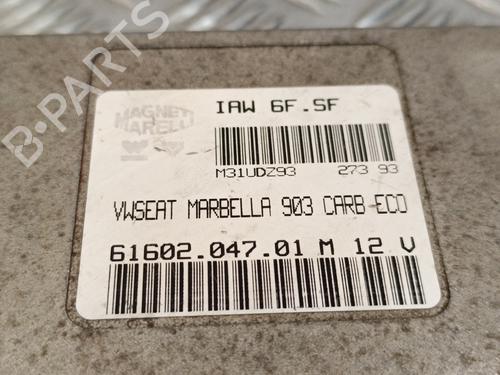 MAGNETI
MARELLI
IAW 6F.SF
M31UDZ93 273 93
VWSEAT MARBELLA 903 CARB ECO
61602.047.01 M 12 V
B-PARTS